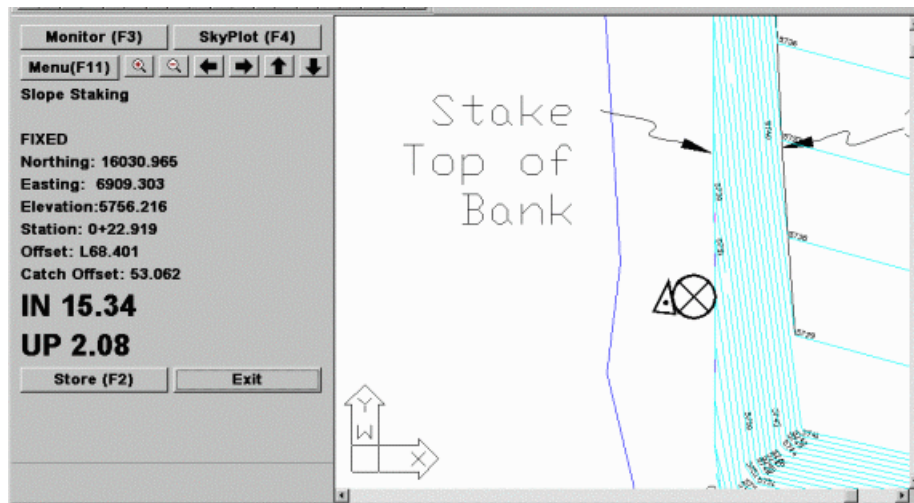 Monitor (F3)
SkyPlot (F4)
Menu(F11)
Slope Staking
FIXED
Northing: 16030.965
Easting: 6909.303
Elevation:5756.216
Station: 0+22.919
Offset: L68.401
Catch Offset: 53.062
IN 15.34
UP 2.08
Store (F2)
Exit
Stake
Top of
Bank
5736
Y
W
X